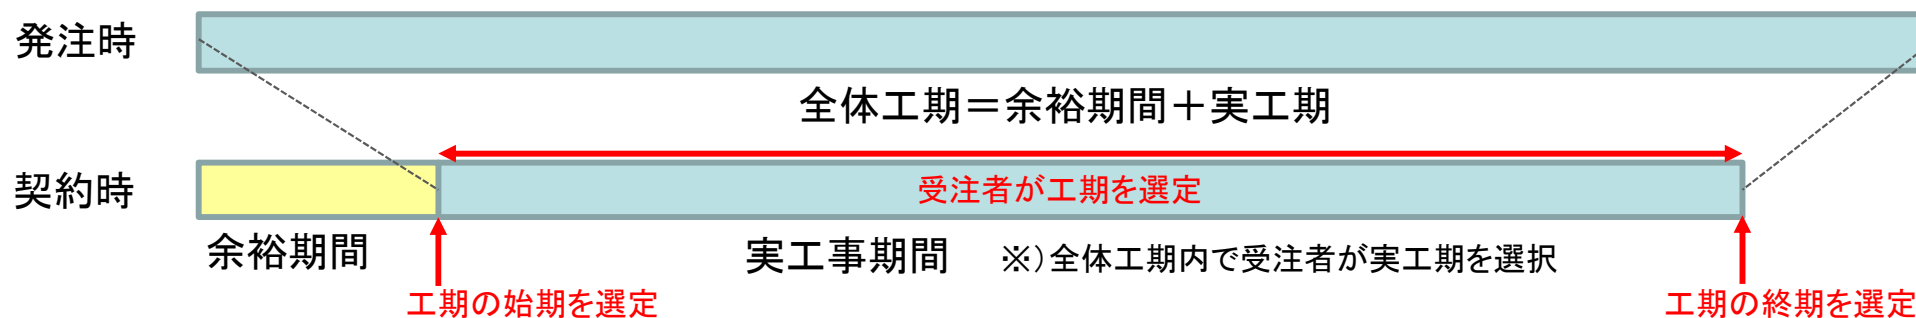 発注時
全体工期＝余裕期間＋実工期
契約時
受注者が工期を選定
余裕期間
実工事期間
※）全体工期内で受注者が実工期を選択
工期の始期を選定
工期の終期を選定